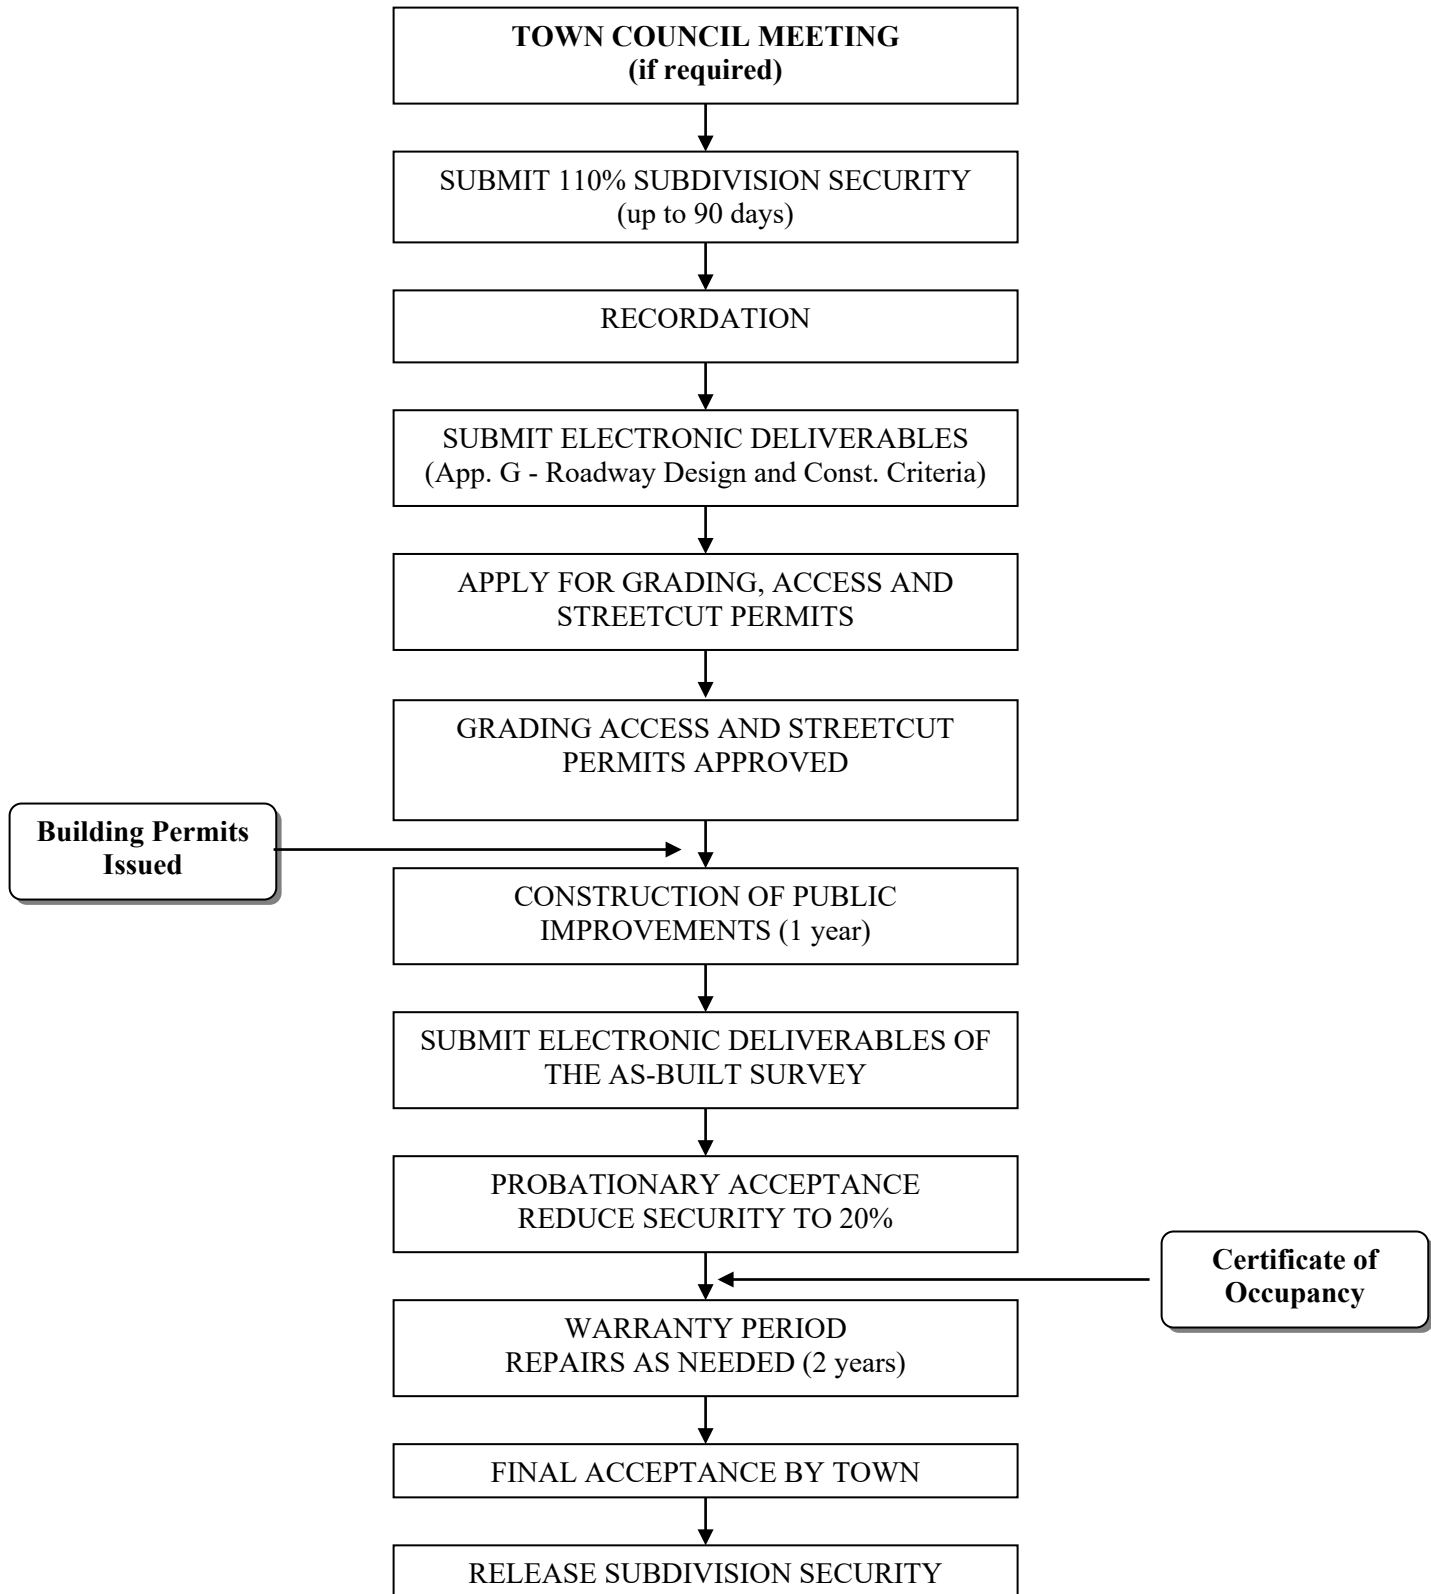 TOWN COUNCIL MEETING
(if required)
SUBMIT 110% SUBDIVISION SECURITY
(up to 90 days)
RECORDATION
SUBMIT ELECTRONIC DELIVERABLES
(App. G - Roadway Design and Const. Criteria)
APPLY FOR GRADING, ACCESS AND
STREETCUT PERMITS
GRADING ACCESS AND STREETCUT
PERMITS APPROVED
Building Permits
Issued
CONSTRUCTION OF PUBLIC
IMPROVEMENTS (1 year)
SUBMIT ELECTRONIC DELIVERABLES OF
THE AS-BUILT SURVEY
PROBATIONARY ACCEPTANCE
REDUCE SECURITY TO 20%
Certificate of
Occupancy
WARRANTY PERIOD
REPAIRS AS NEEDED (2 years)
FINAL ACCEPTANCE BY TOWN
RELEASE SUBDIVISION SECURITY